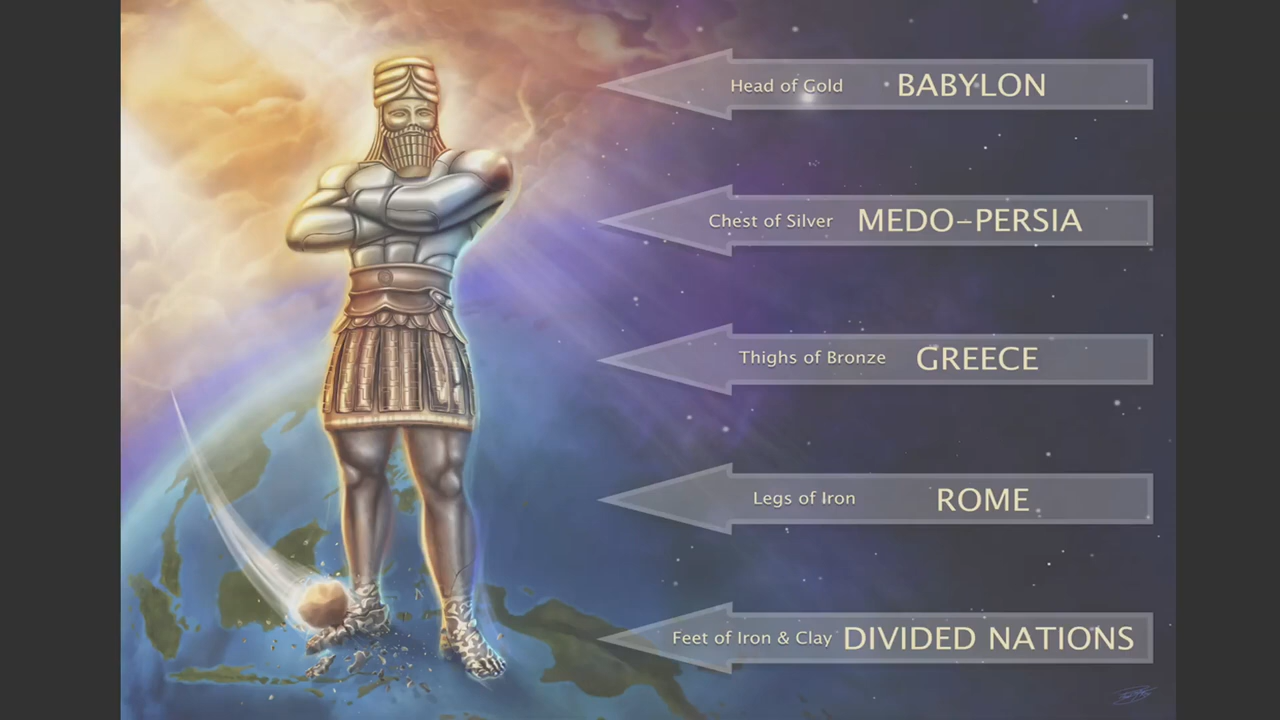 Head of Gold BABYLON
Chest of Silver MEDO-PERSIA
Thighs of Bronze GREECE
Legs of Iron ROME
Feet of Iron & Clay DIVIDED NATIONS